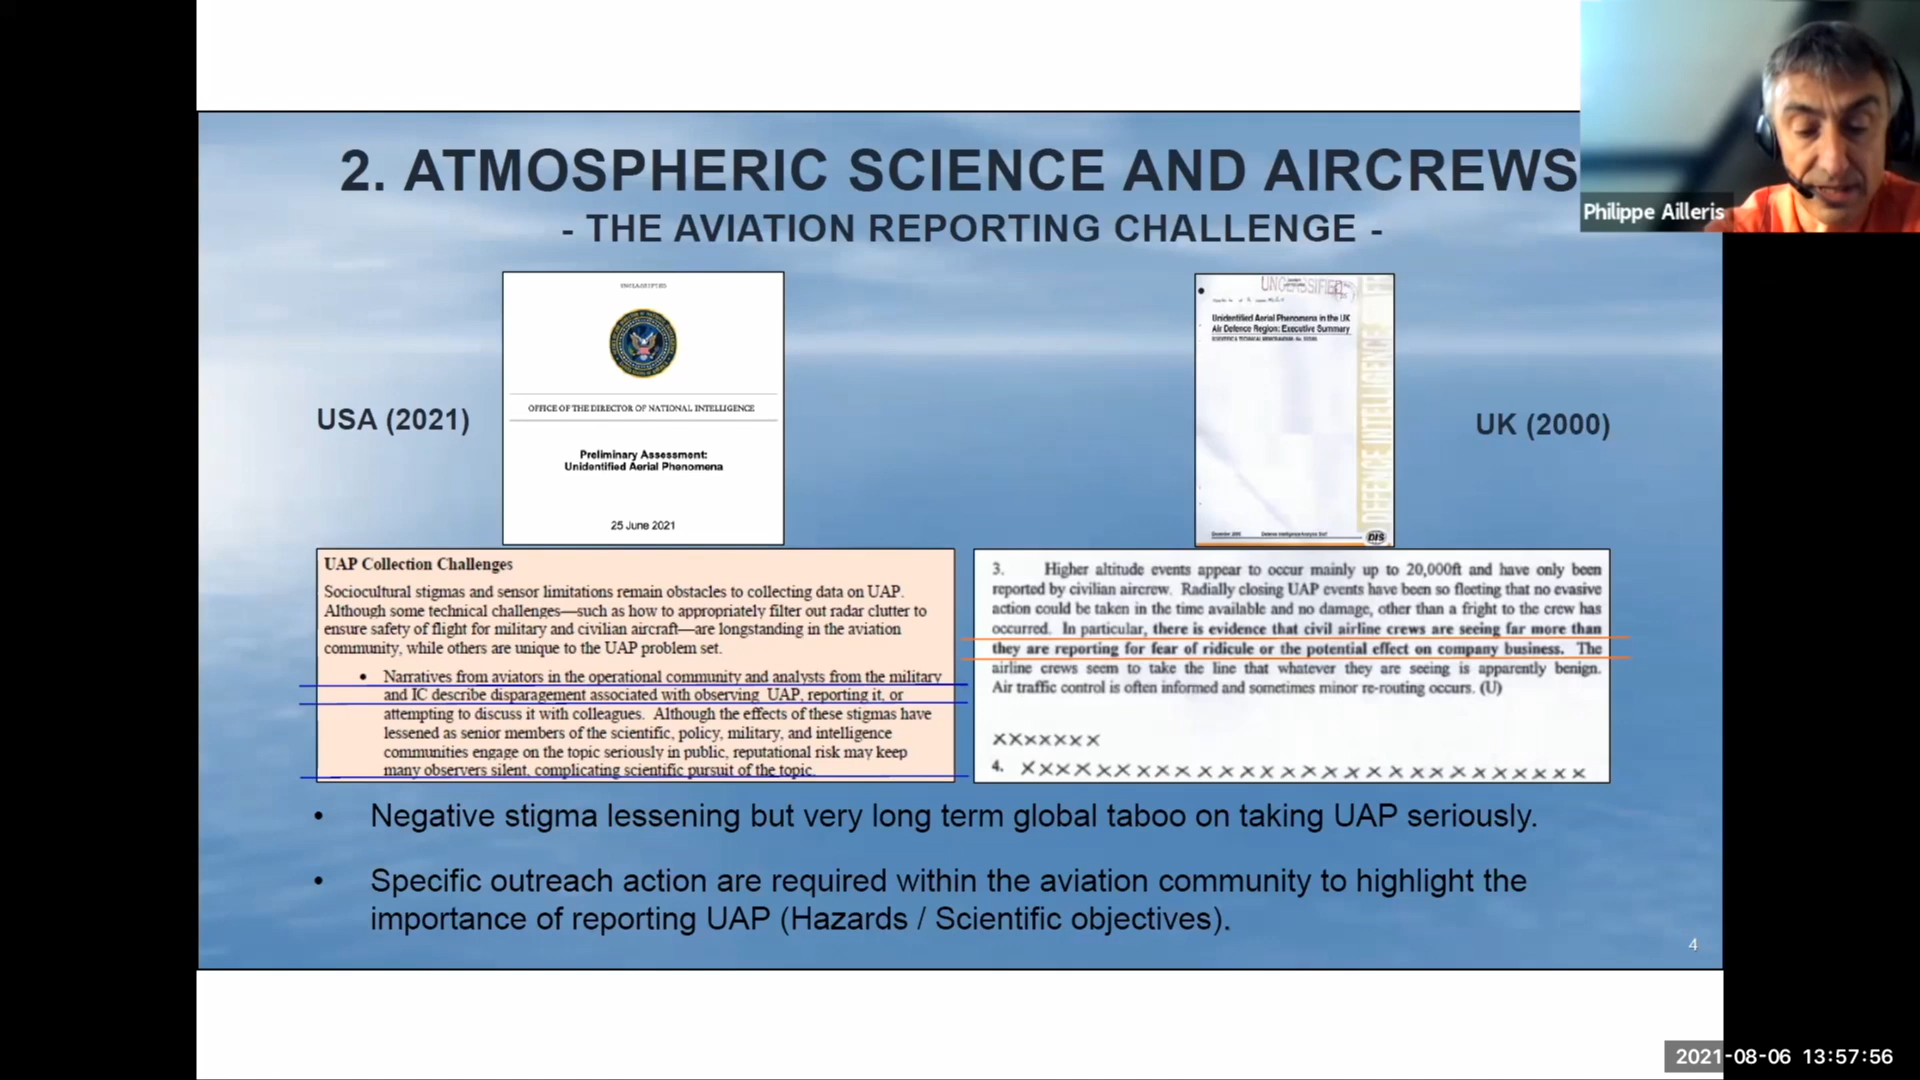 2. ATMOSPHERIC SCIENCE AND AIRCREWS
- THE AVIATION REPORTING CHALLENGE -
Philippe Ailleris
USA (2021)
UNCLASSIFIED
OFFICE OF THE DIRECTOR OF NATIONAL INTELLIGENCE
Preliminary Assessment:
Unidentified Aerial Phenomena
25 June 2021
UNCLASSIFIED
Unidentified Aerial Phenomena in the UK
Air Defence Region: Executive Summary
DEFENCE INTELLIGENCE
DIS
UK (2000)
UAP Collection Challenges
Sociocultural stigmas and sensor limitations remain obstacles to collecting data on UAP.
Although some technical challenges—such as how to appropriately filter out radar clutter to
ensure safety of flight for military and civilian aircraft—are longstanding in the aviation
community, while others are unique to the UAP problem set.
• Narratives from aviators in the operational community and analysts from the military
and IC describe disparagement associated with observing UAP, reporting it, or
attempting to discuss it with colleagues. Although the effects of these stigmas have
lessened as senior members of the scientific, policy, military, and intelligence
communities engage on the topic seriously in public, reputational risk may keep
many observers silent, complicating scientific pursuit of the topic.
3. Higher altitude events appear to occur mainly up to 20,000ft and have only been
reported by civilian aircrew. Radially closing UAP events have been so fleeting that no evasive
action could be taken in the time available and no damage, other than a fright to the crew has
occurred. In particular, there is evidence that civil airline crews are seeing far more than
they are reporting for fear of ridicule or the potential effect on company business. The
airline crews seem to take the line that whatever they are seeing is apparently benign.
Air traffic control is often informed and sometimes minor re-routing occurs. (U)
XXXXXXX
4. XXXXXXXXXXXXXXXXXXXXXXXXXXXX
• Negative stigma lessening but very long term global taboo on taking UAP seriously.
• Specific outreach action are required within the aviation community to highlight the
importance of reporting UAP (Hazards / Scientific objectives).
4
2021-08-06 13:57:56